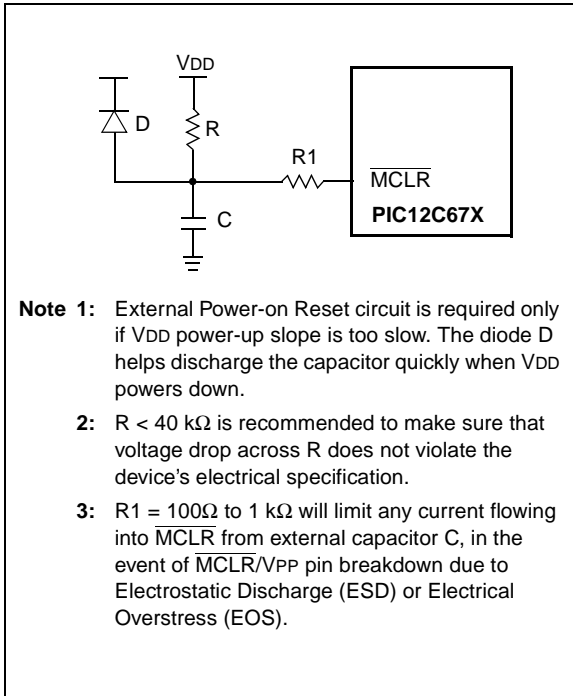 VDD
D
R
R1
MCLR
PIC12C67X
C
Note 1: External Power-on Reset circuit is required only
if VDD power-up slope is too slow. The diode D
helps discharge the capacitor quickly when VDD
powers down.
2: R < 40 kΩ is recommended to make sure that
voltage drop across R does not violate the
device's electrical specification.
3: R1 = 100Ω to 1 kΩ will limit any current flowing
into MCLR from external capacitor C, in the
event of MCLR/VPP pin breakdown due to
Electrostatic Discharge (ESD) or Electrical
Overstress (EOS).